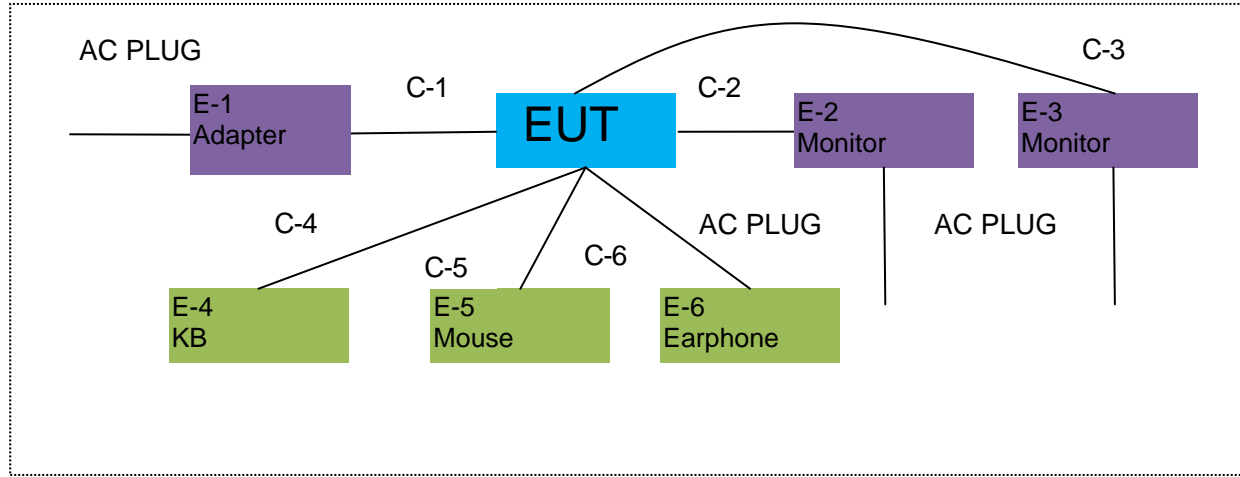 AC PLUG
C-1
C-2
C-3
E-1
Adapter
EUT
E-2
Monitor
E-3
Monitor
C-4
C-5
C-6
AC PLUG
AC PLUG
E-4
KB
E-5
Mouse
E-6
Earphone